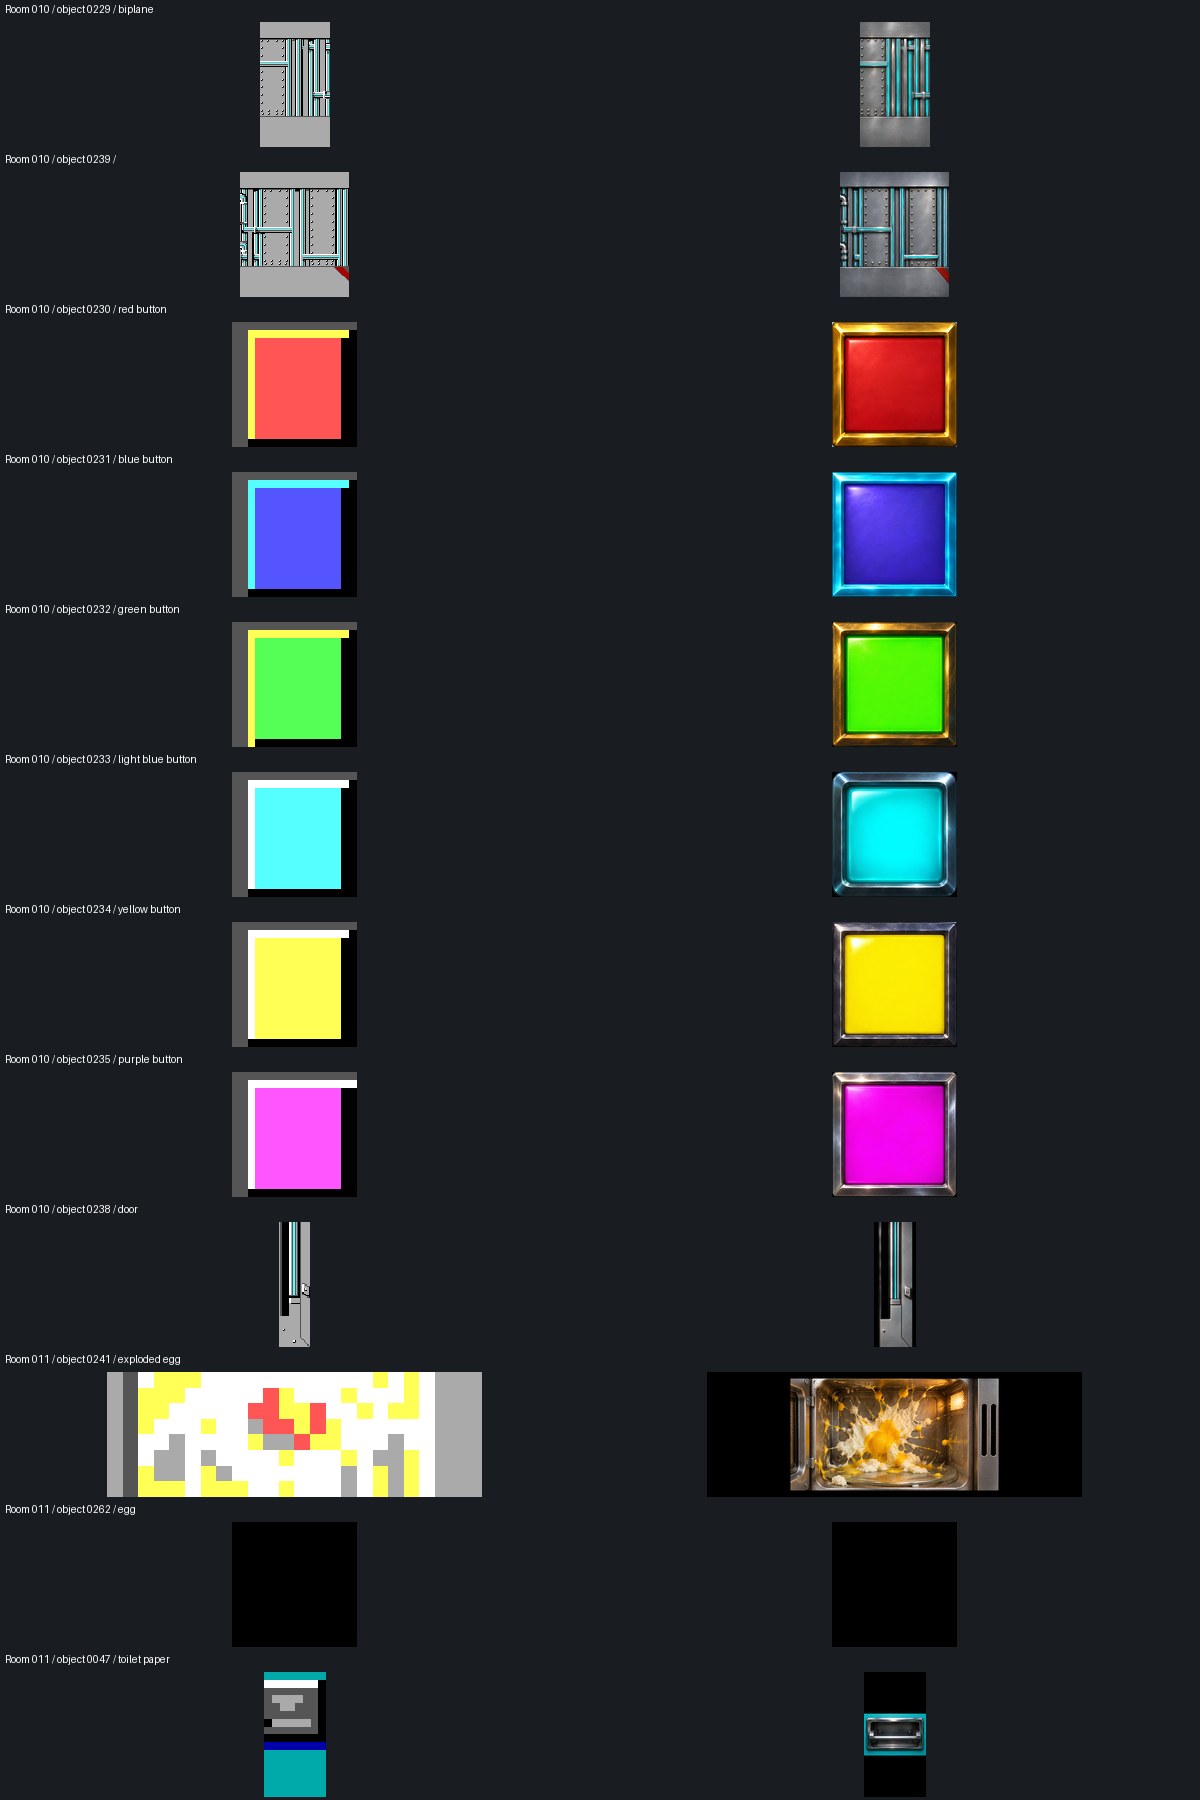 Room 010 / object 0229 / biplane
Room 010 / object 0239 /
Room 010 / object 0230 / red button
Room 010 / object 0231 / blue button
Room 010 / object 0232 / green button
Room 010 / object 0233 / light blue button
Room 010 / object 0234 / yellow button
Room 010 / object 0235 / purple button
Room 010 / object 0238 / door
Room 011 / object 0241 / exploded egg
Room 011 / object 0262 / egg
Room 011 / object 0047 / toilet paper